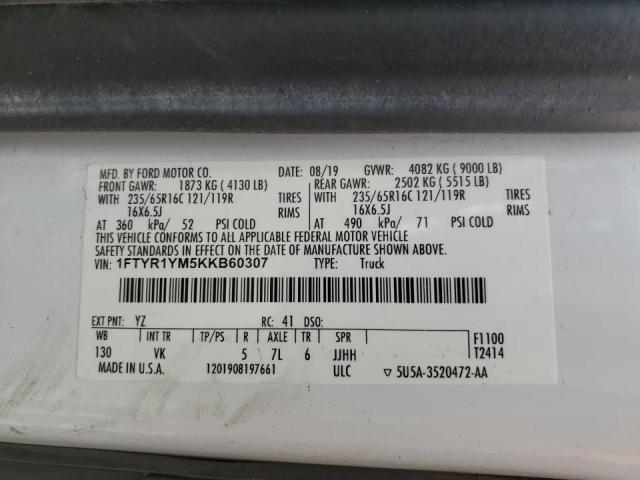 MFD. BY FORD MOTOR CO. DATE: 08/19 GVWR: 4082 KG ( 9000 LB)
FRONT GAWR: 1873 KG ( 4130 LB) REAR GAWR: 2502 KG ( 5515 LB)
WITH 235/65R16C 121/119R TIRES WITH 235/65R16C 121/119R TIRES
16X6.5J RIMS 16X6.5J RIMS
AT 360 kPa/ 52 PSI COLD AT 490 kPa/ 71 PSI COLD
THIS VEHICLE CONFORMS TO ALL APPLICABLE FEDERAL MOTOR VEHICLE
SAFETY STANDARDS IN EFFECT ON THE DATE OF MANUFACTURE SHOWN ABOVE.
VIN: 1FTYR1YM5KKB60307 TYPE: Truck
EXT PNT: YZ RC: 41 DSO:
WB INT TR TP/PS R AXLE TR SPR F1100
130 VK 5 7L 6 JJHH T2414
MADE IN U.S.A. 1201908197661 ULC ▽ 5U5A-3520472-AA